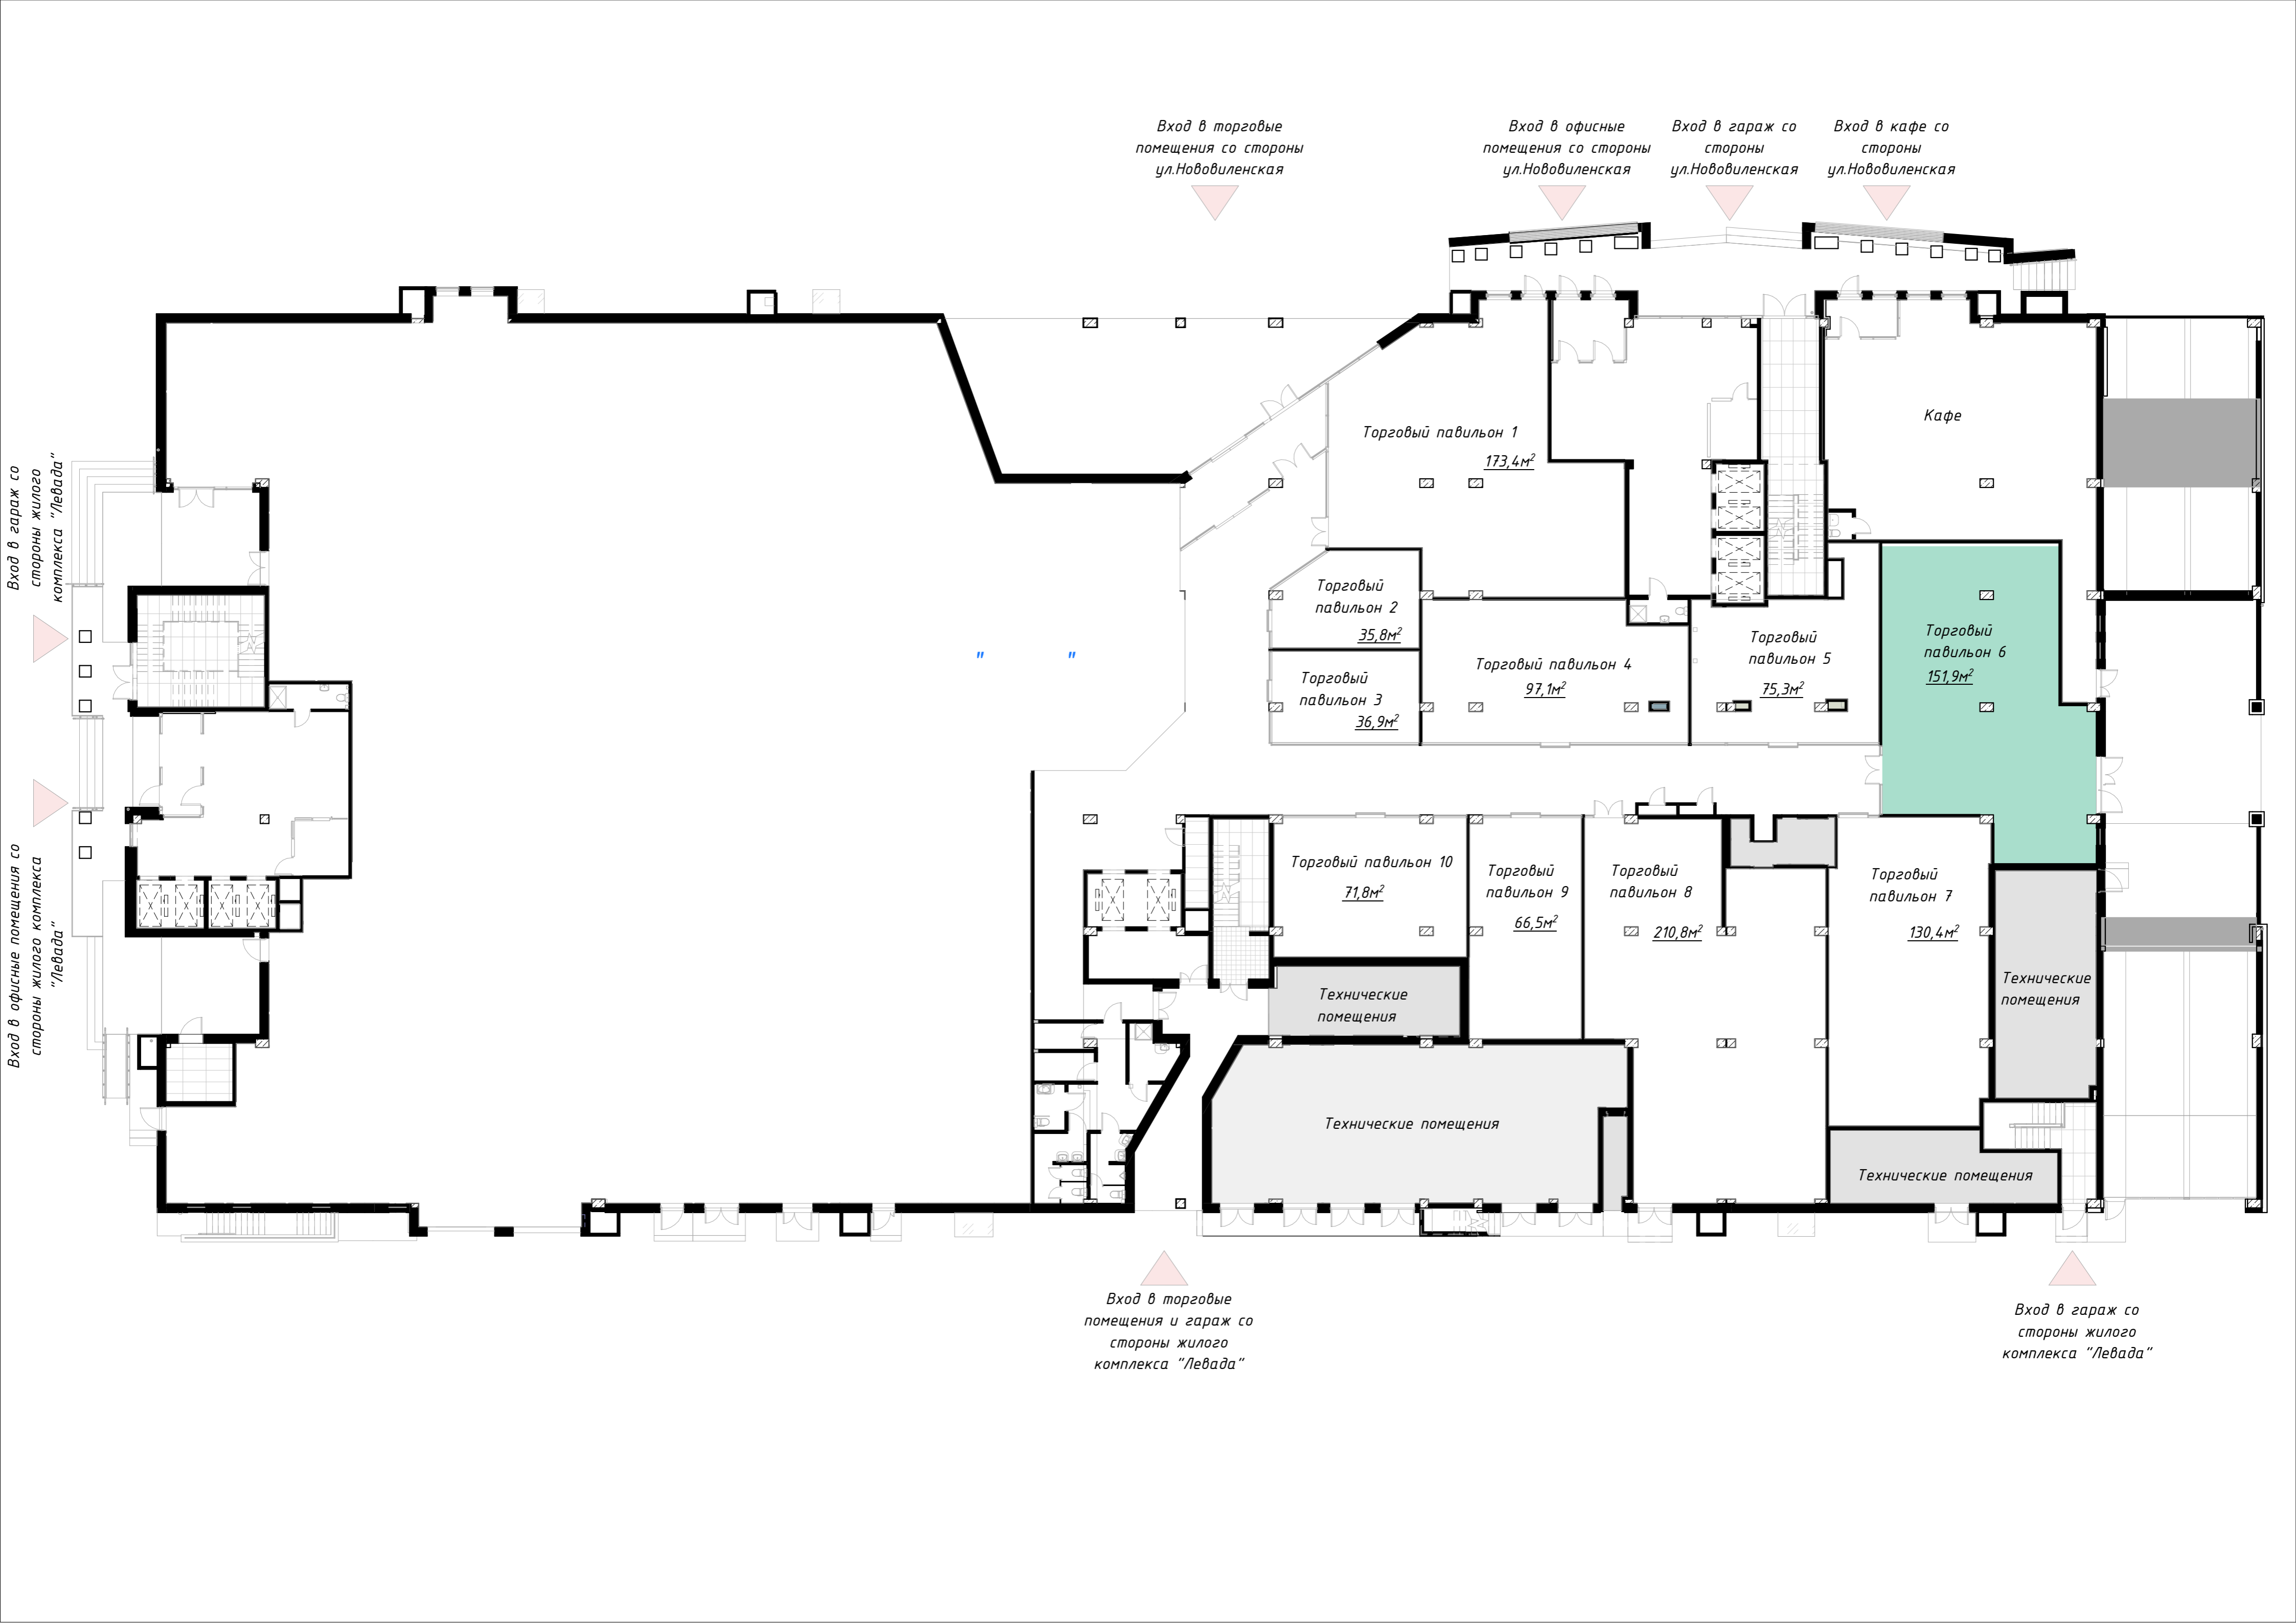 Вход в торговые
помещения со стороны
ул.Нововиленская
Вход в офисные
помещения со стороны
ул.Нововиленская
Вход в гараж со
стороны
ул.Нововиленская
Вход в кафе со
стороны
ул.Нововиленская
Вход в гараж со
стороны жилого
комплекса "Левада"
Вход в офисные помещения со
стороны жилого комплекса
"Левада"
Торговый павильон 1
173,4м²
Кафе
Торговый
павильон 2
35,8м²
Торговый
павильон 3
36,9м²
Торговый павильон 4
97,1м²
Торговый
павильон 5
75,3м²
Торговый
павильон 6
151,9м²
" "
Торговый павильон 10
71,8м²
Торговый
павильон 9
66,5м²
Торговый
павильон 8
210,8м²
Торговый
павильон 7
130,4м²
Технические
помещения
Технические
помещения
Технические помещения
Технические помещения
Вход в торговые
помещения и гараж со
стороны жилого
комплекса "Левада"
Вход в гараж со
стороны жилого
комплекса "Левада"